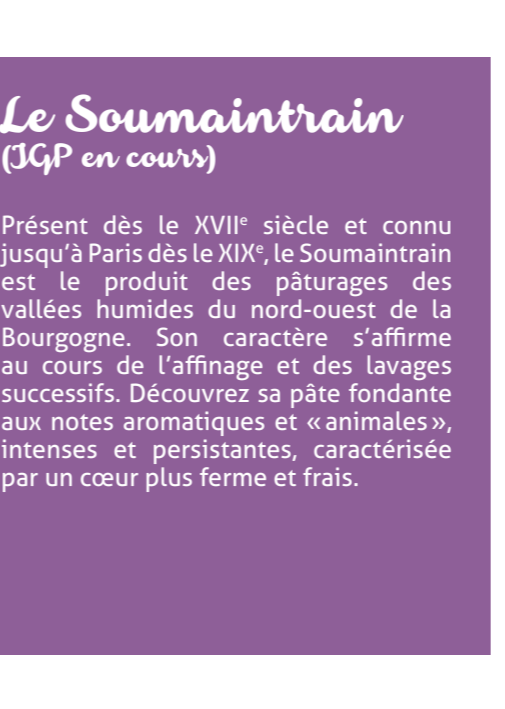 Le Soumaintrain
(IGP en cours)
Présent dès le XVIIe siècle et connu
jusqu'à Paris dès le XIXe, le Soumaintrain
est le produit des pâturages des
vallées humides du nord-ouest de la
Bourgogne. Son caractère s'affirme
au cours de l'affinage et des lavages
successifs. Découvrez sa pâte fondante
aux notes aromatiques et « animales »,
intenses et persistantes, caractérisée
par un cœur plus ferme et frais.